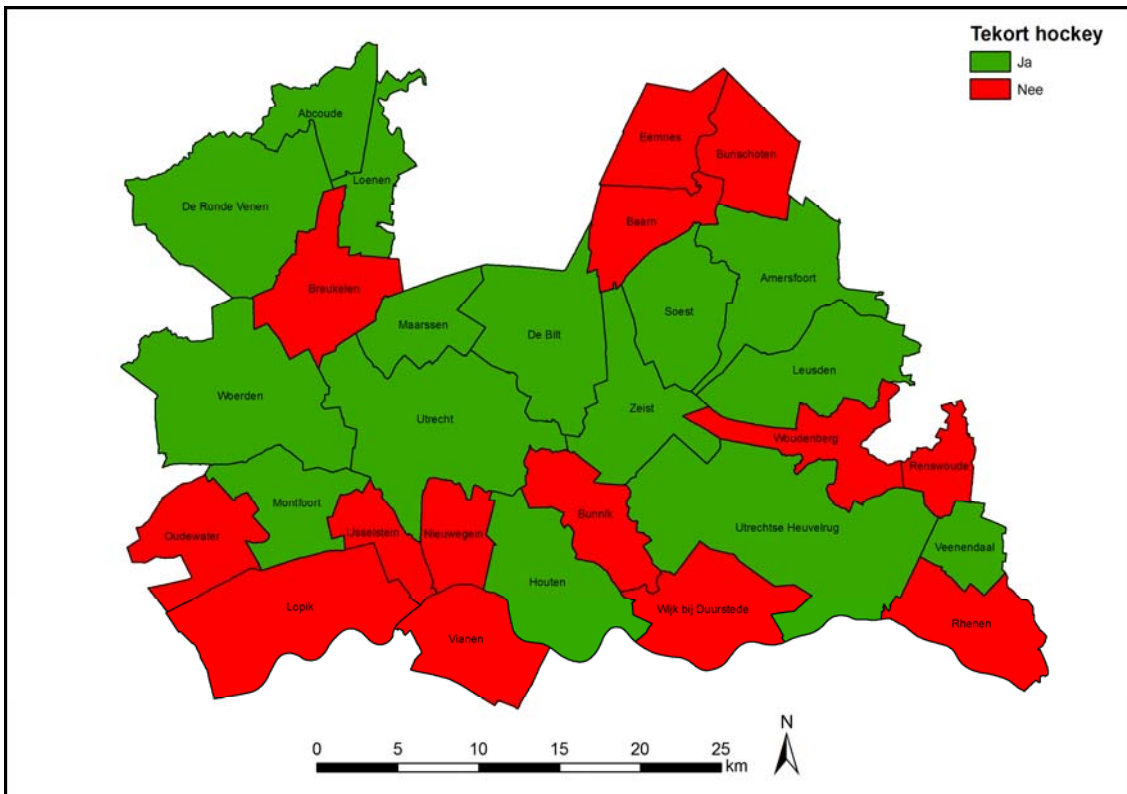 Tekort hockey
Ja
Nee
Abcoude
Eemnes
Bunschoten
Loenen
De Ronde Venen
Baarn
Amersfoort
Breukelen
Soest
Maarssen
De Bilt
Leusden
Woerden
Zeist
Utrecht
Woudenberg
Renswoude
Montfoort
Bunnik
Utrechtse Heuvelrug
Oudewater
IJsselstein
Nieuwegein
Veenendaal
Houten
Lopik
Wijk bij Duurstede
Rhenen
Vianen
N
0 5 10 15 20 25
km